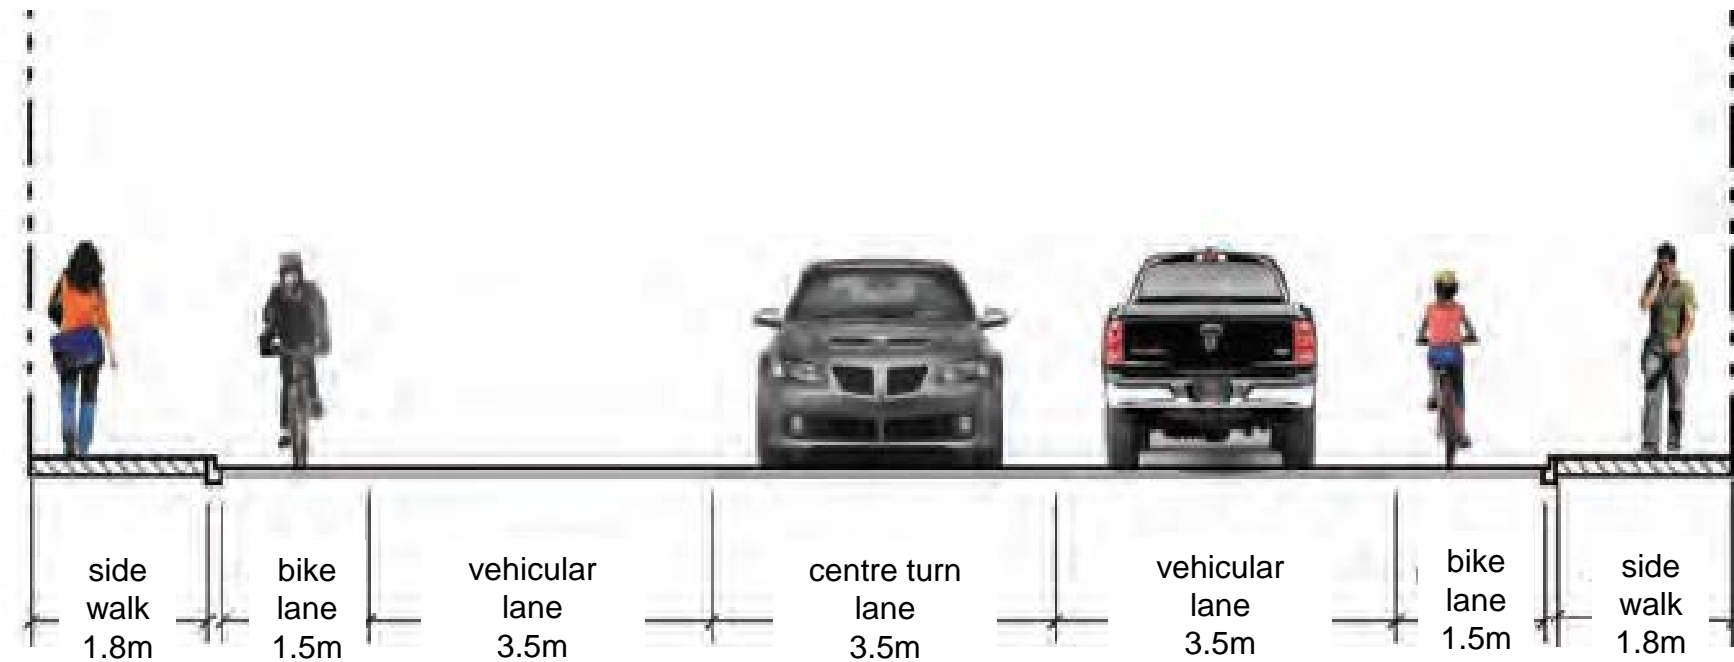 side
walk
1.8m
bike
lane
1.5m
vehicular
lane
3.5m
centre turn
lane
3.5m
vehicular
lane
3.5m
bike
lane
1.5m
side
walk
1.8m